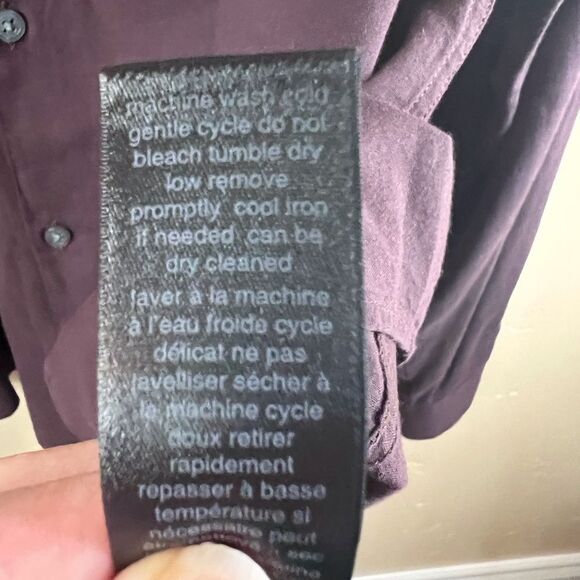 machine wash cold
gentle cycle do not
bleach tumble dry
low remove
promptly cool iron
if needed can be
dry cleaned
laver à la machine
à l'eau froide cycle
délicat ne pas
javelliser sécher à
la machine cycle
doux retirer
rapidement
repasser à basse
température si
nécessaire peut
sec